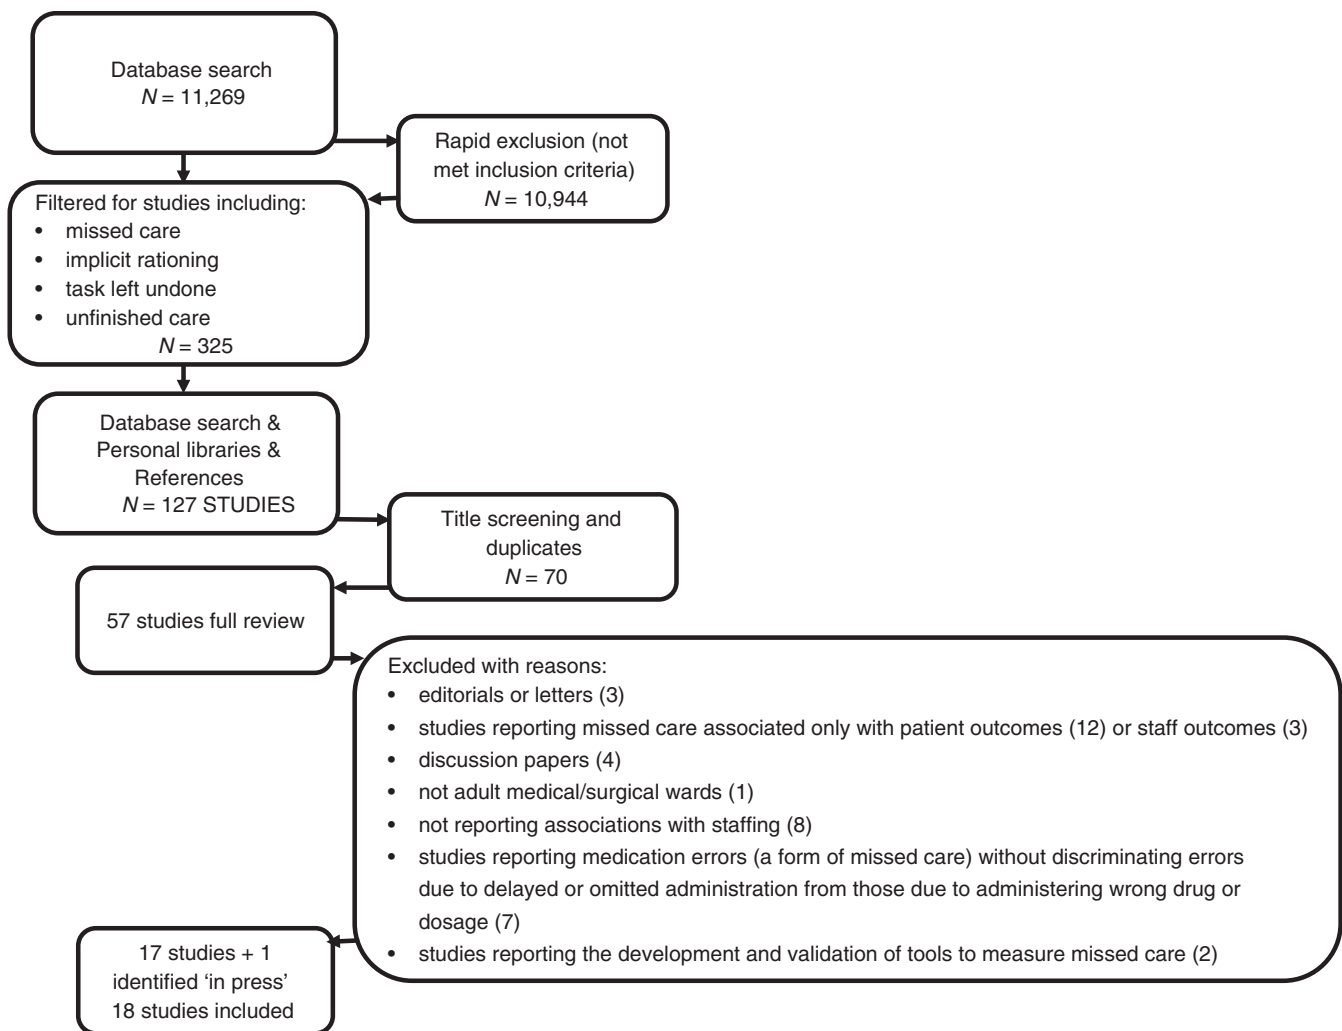 Database search
N = 11,269
Rapid exclusion (not
met inclusion criteria)
N = 10,944
Filtered for studies including:
• missed care
• implicit rationing
• task left undone
• unfinished care
N = 325
Database search &
Personal libraries &
References
N = 127 STUDIES
Title screening and
duplicates
N = 70
57 studies full review
Excluded with reasons:
• editorials or letters (3)
• studies reporting missed care associated only with patient outcomes (12) or staff outcomes (3)
• discussion papers (4)
• not adult medical/surgical wards (1)
• not reporting associations with staffing (8)
• studies reporting medication errors (a form of missed care) without discriminating errors
due to delayed or omitted administration from those due to administering wrong drug or
dosage (7)
• studies reporting the development and validation of tools to measure missed care (2)
17 studies + 1
identified ‘in press’
18 studies included